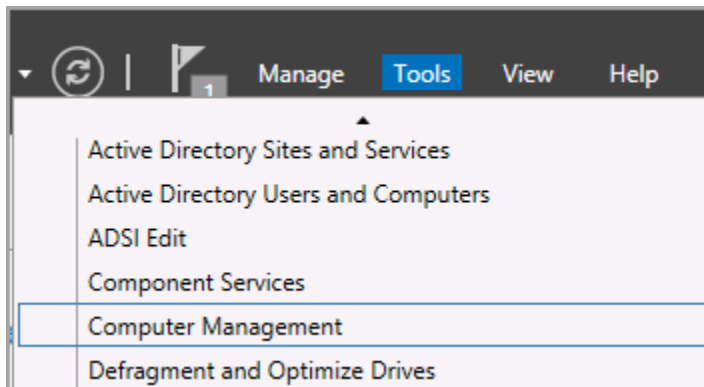 1 Manage Tools View Help
Active Directory Sites and Services
Active Directory Users and Computers
ADSI Edit
Component Services
Computer Management
Defragment and Optimize Drives